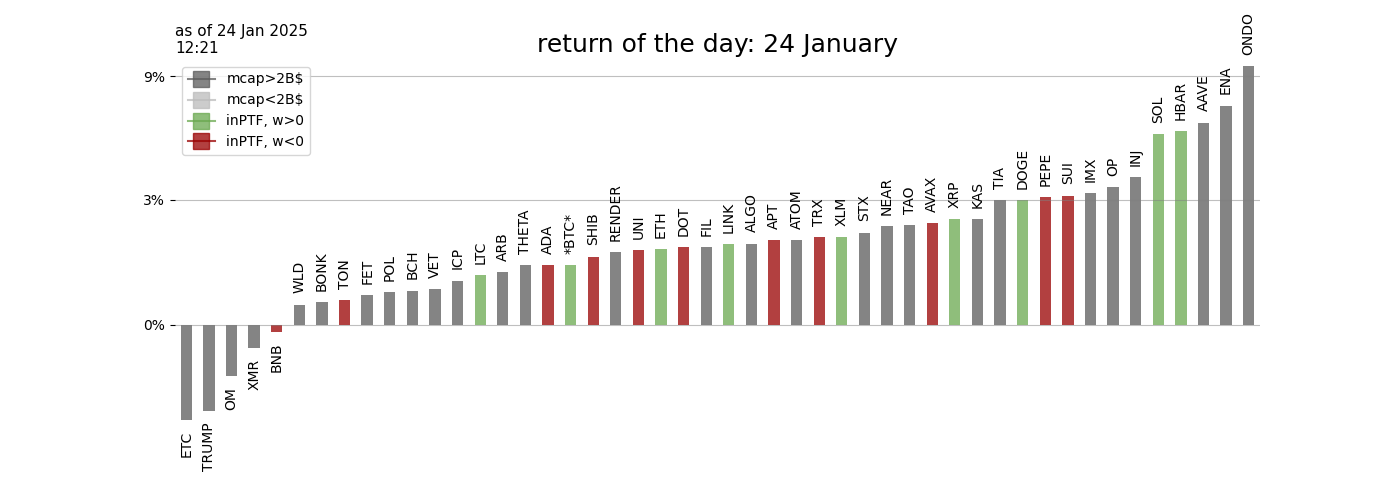 as of 24 Jan 2025
12:21
return of the day: 24 January
mcap>2B$
mcap<2B$
inPTF, w>0
inPTF, w<0
9%
3%
0%
ETC
TRUMP
OM
XMR
BNB
WLD
BONK
TON
FET
POL
BCH
VET
ICP
LTC
ARB
THETA
ADA
*BTC*
SHIB
RENDER
UNI
ETH
DOT
FIL
LINK
ALGO
APT
ATOM
TRX
XLM
STX
NEAR
TAO
AVAX
XRP
KAS
TIA
DOGE
PEPE
SUI
IMX
OP
INJ
SOL
HBAR
AAVE
ENA
ONDO